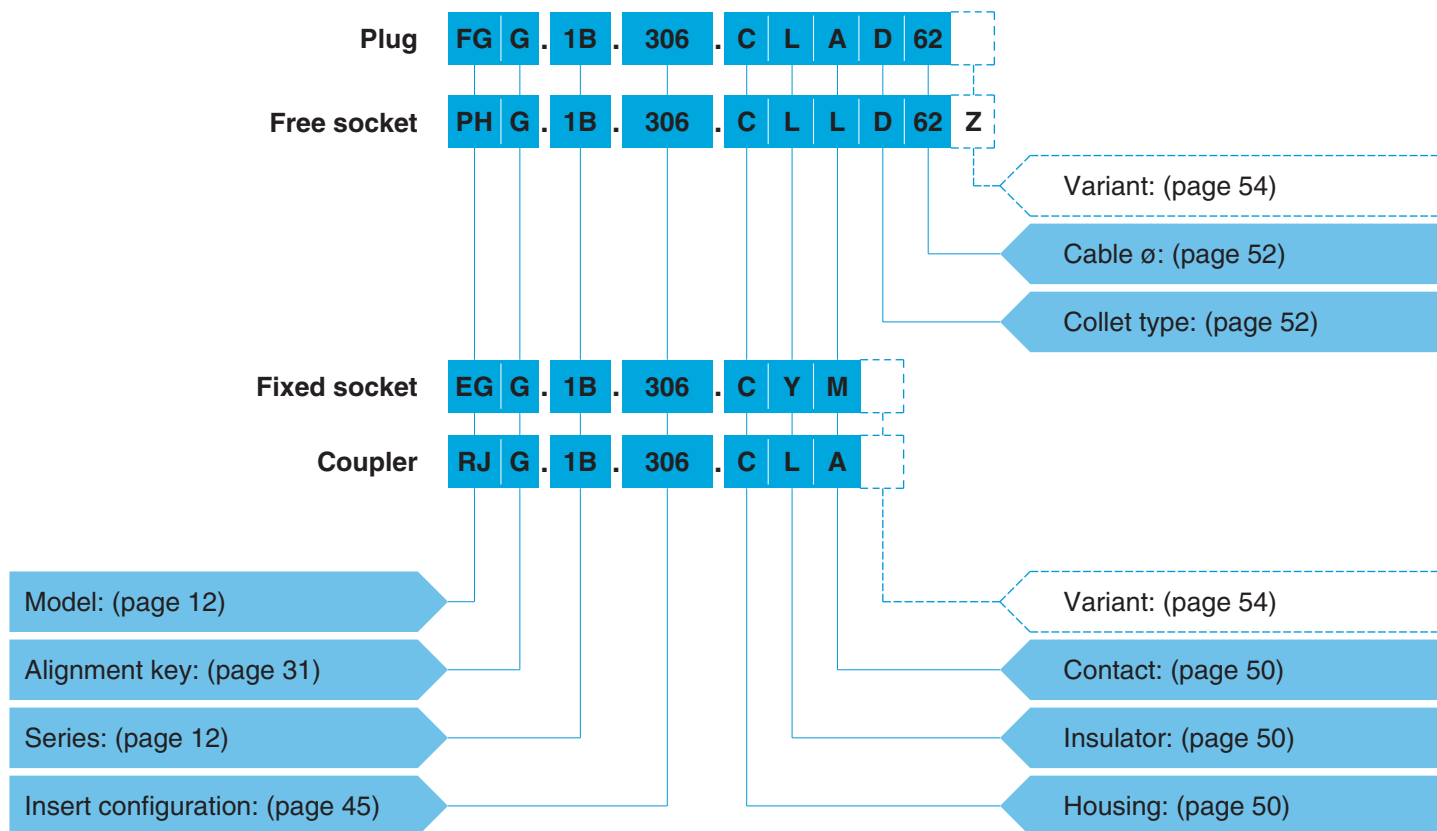 Plug FG G . 1B . 306 . C L A D 62
Free socket PH G . 1B . 306 . C L L D 62 Z
Variant: (page 54)
Cable ø: (page 52)
Collet type: (page 52)
Fixed socket EG G . 1B . 306 . C Y M
Coupler RJ G . 1B . 306 . C L A
Model: (page 12)
Variant: (page 54)
Alignment key: (page 31)
Contact: (page 50)
Series: (page 12)
Insulator: (page 50)
Insert configuration: (page 45)
Housing: (page 50)